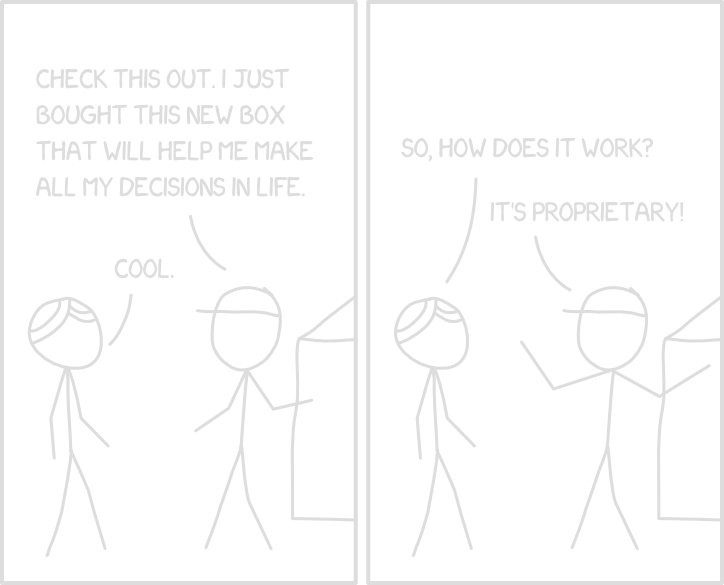 CHECK THIS OUT. I JUST
BOUGHT THIS NEW BOX
THAT WILL HELP ME MAKE
ALL MY DECISIONS IN LIFE.
COOL.
SO, HOW DOES IT WORK?
IT'S PROPRIETARY!